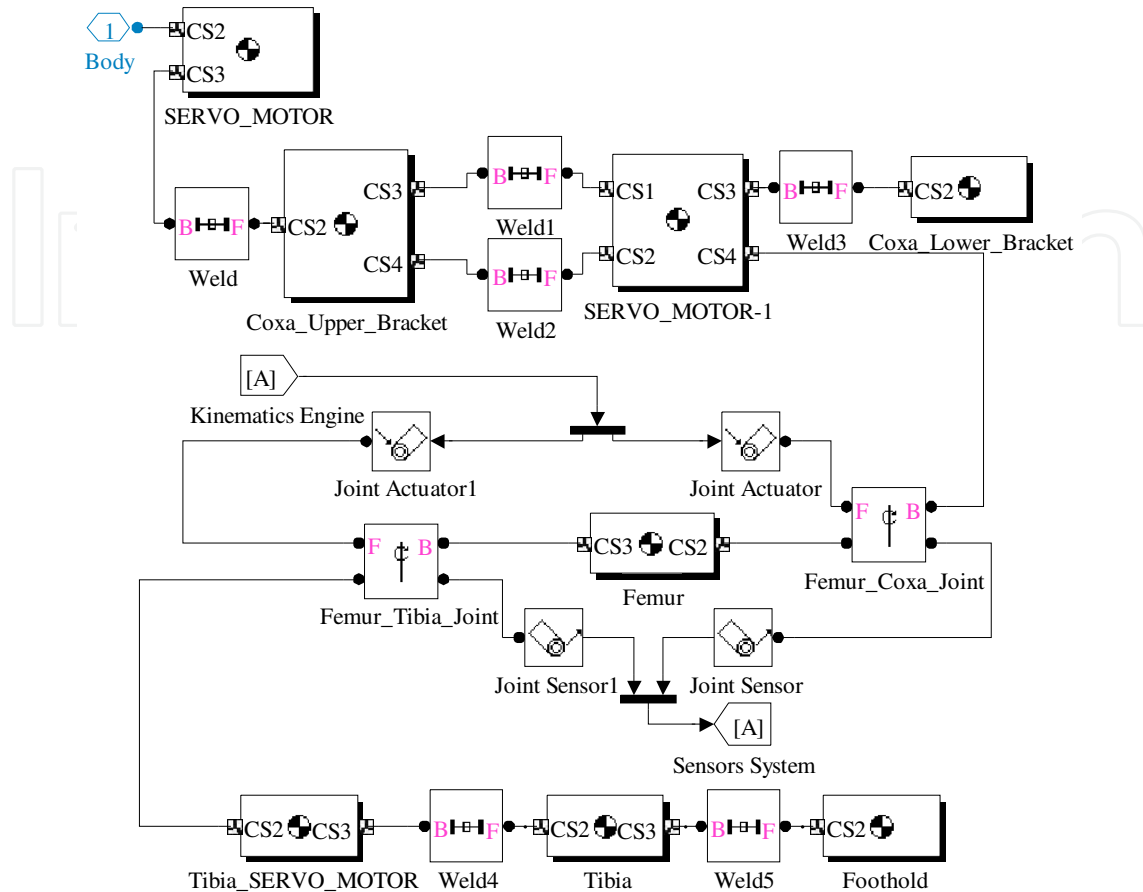 1
Body
CS2
CS3
SERVO_MOTOR
B F
Weld
CS2
CS3
CS4
Coxa_Upper_Bracket
B F
Weld1
B F
Weld2
CS1
CS2
CS3
CS4
SERVO_MOTOR-1
B F
Weld3
CS2
Coxa_Lower_Bracket
[A]
Kinematics Engine
Joint Actuator1
Joint Actuator
F B
Femur_Tibia_Joint
CS3 CS2
Femur
F B
Femur_Coxa_Joint
Joint Sensor1
Joint Sensor
[A]
Sensors System
CS2 CS3
Tibia_SERVO_MOTOR
B F
Weld4
CS2 CS3
Tibia
B F
Weld5
CS2
Foothold